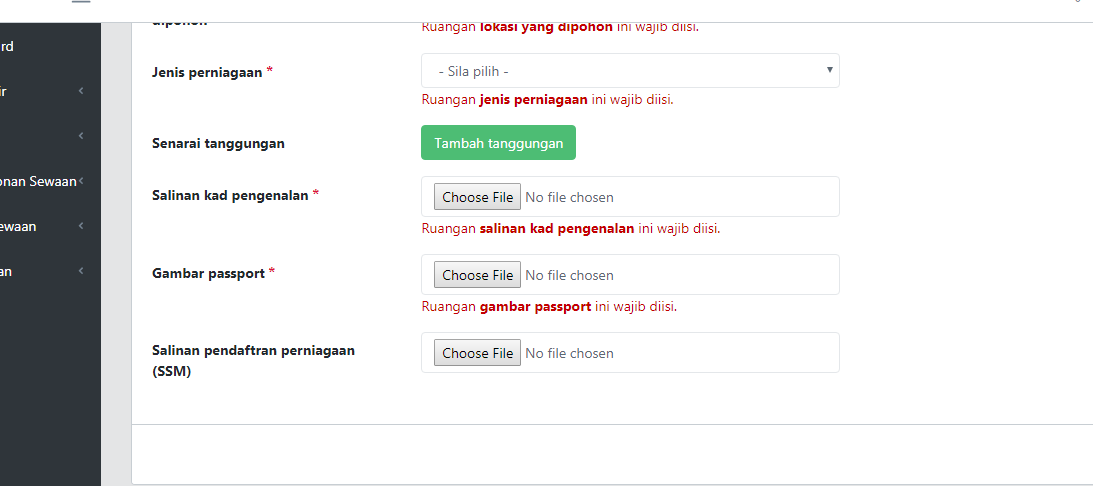 dipohon
Ruangan lokasi yang dipohon ini wajib diisi.
rd
Jenis perniagaan *
- Sila pilih -
ir
Ruangan jenis perniagaan ini wajib diisi.
Senarai tanggungan
Tambah tanggungan
onan Sewaan
Salinan kad pengenalan *
Choose File No file chosen
ewaan
Ruangan salinan kad pengenalan ini wajib diisi.
an
Gambar passport *
Choose File No file chosen
Ruangan gambar passport ini wajib diisi.
Salinan pendaftran perniagaan
(SSM)
Choose File No file chosen